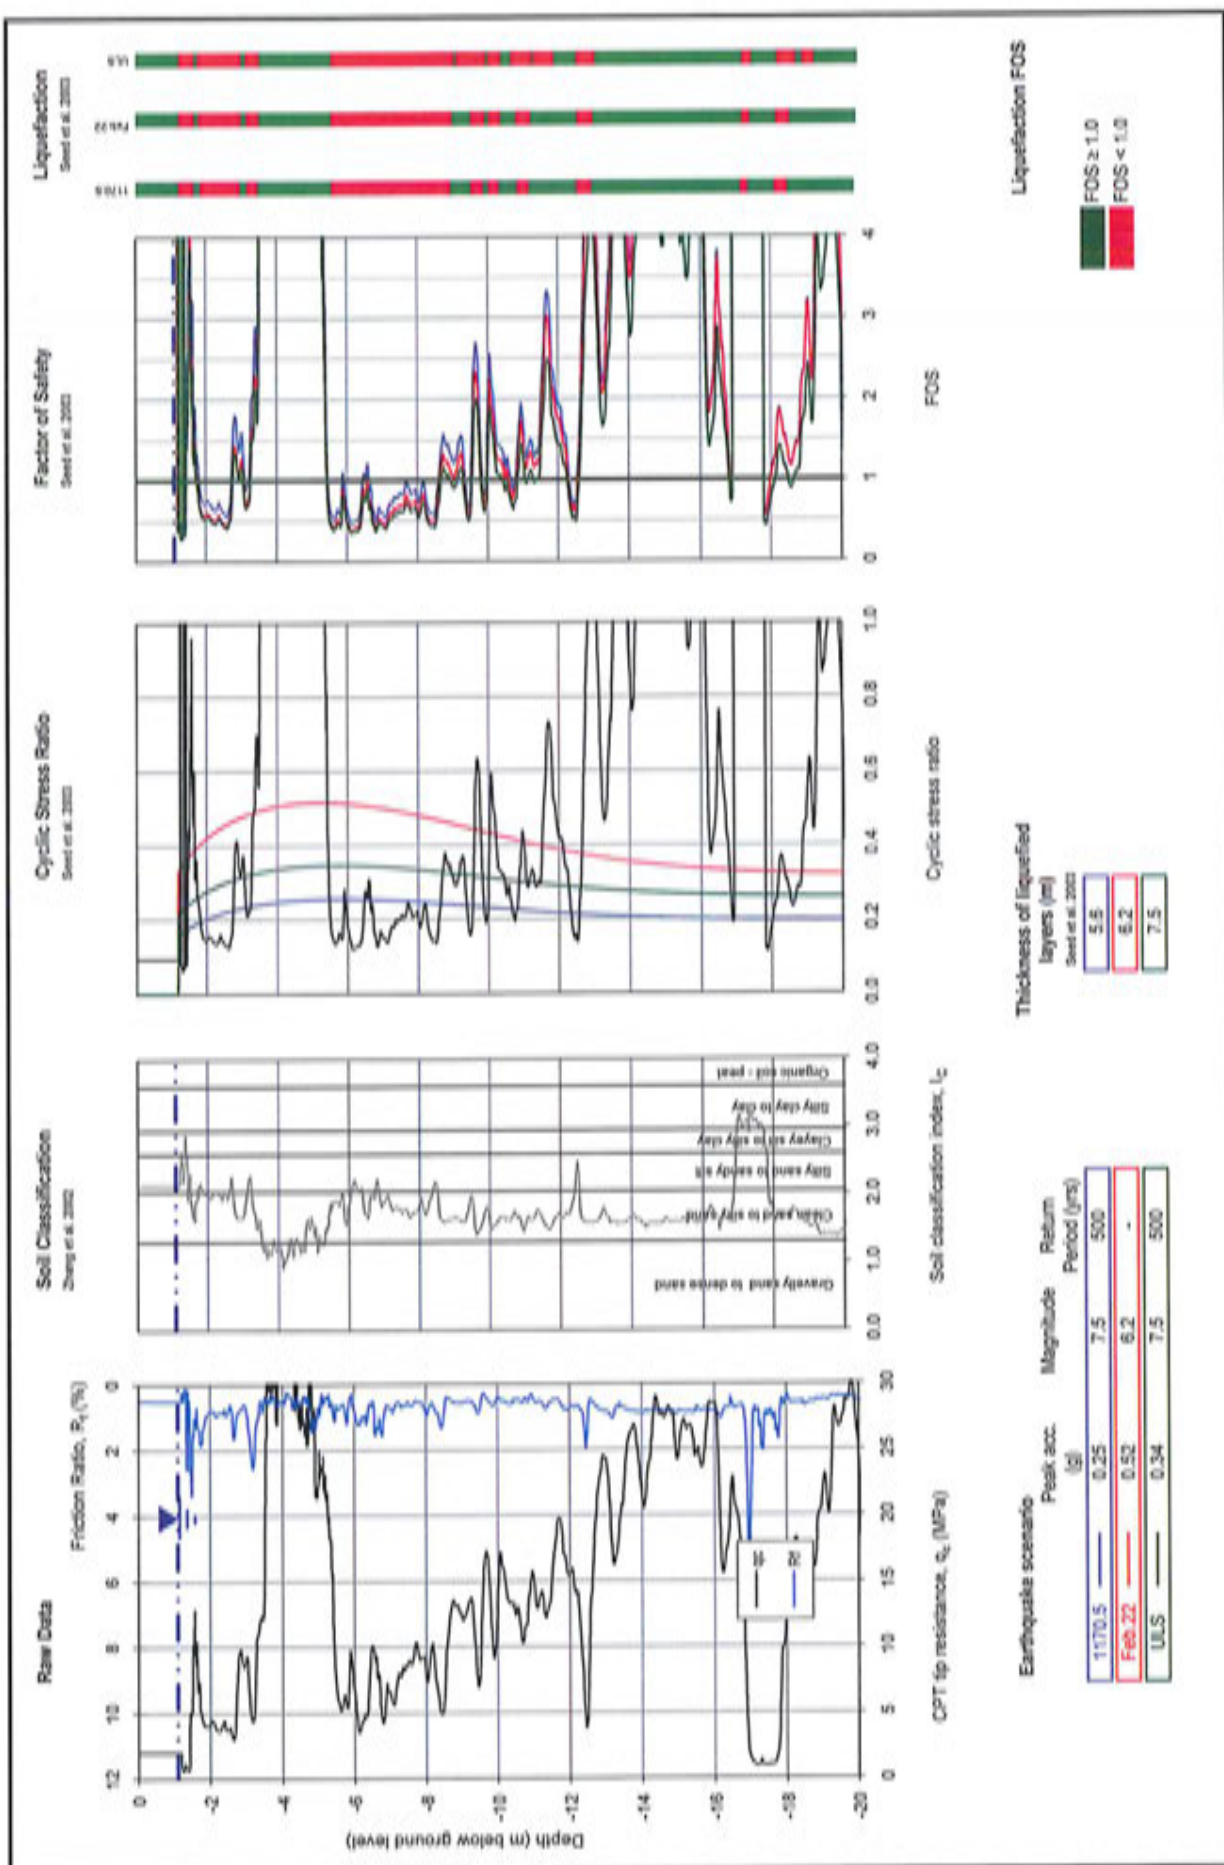 Raw Data
Friction Ratio, Rf (%)
12 10 8 6 4 2 0
0
-2
-4
-6
-8
-10
-12
-14
-16
-18
-20
Depth (m below ground level)
qc
Rf
0 5 10 15 20 25 30
CPT tip resistance, qc (MPa)
Soil Classification
Zhang et al. 2002
Gravelly sand to dense sand
Clean sand to silty sand
Silty sand to sandy silt
Clayey silt to silty clay
Silty clay to clay
Organic soil - peat
0.0 1.0 2.0 3.0 4.0
Soil classification index, Ic
Cyclic Stress Ratio
Seed et al. 2003
0.0 0.2 0.4 0.6 0.8 1.0
Cyclic stress ratio
Factor of Safety
Seed et al. 2003
0 1 2 3 4
FOS
Liquefaction
Seed et al. 2003
1170.5 Feb.22 ULS
Earthquake scenario
Peak acc. (g)
Magnitude
Return Period (yrs)
1170.5 0.25 7.5 500
Feb.22 0.52 6.2 -
ULS 0.34 7.5 500
Thickness of liquefied
layers (m)
Seed et al. 2003
5.6
6.2
7.5
Liquefaction FOS
FOS ≥ 1.0
FOS < 1.0